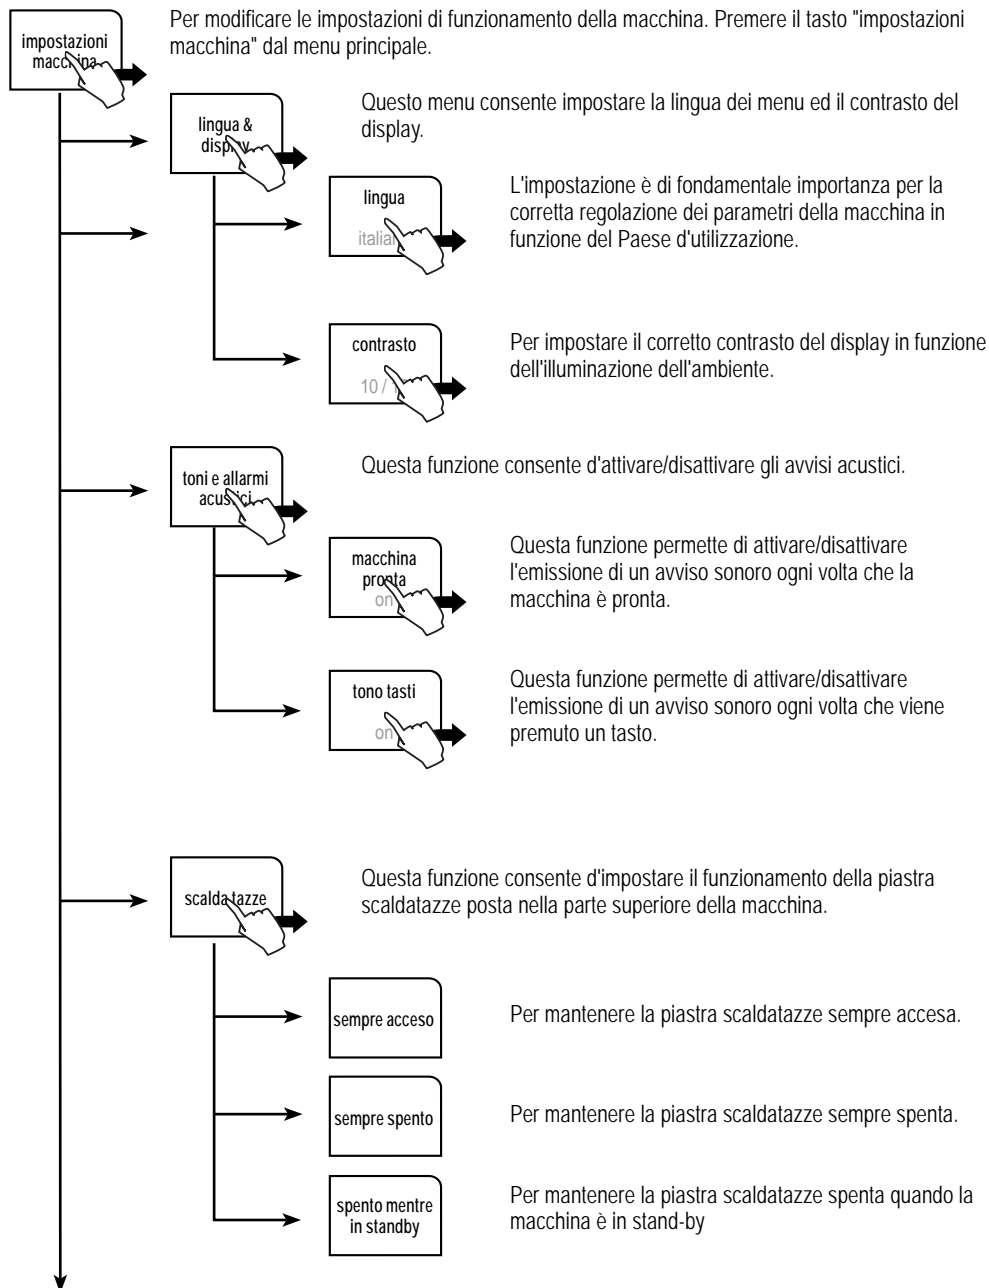 impostazioni
macchina
Per modificare le impostazioni di funzionamento della macchina. Premere il tasto "impostazioni
macchina" dal menu principale.
lingua &
display
Questo menu consente impostare la lingua dei menu ed il contrasto del
display.
lingua
L'impostazione è di fondamentale importanza per la
corretta regolazione dei parametri della macchina in
funzione del Paese d'utilizzazione.
contrasto
10 /
Per impostare il corretto contrasto del display in funzione
dell'illuminazione dell'ambiente.
toni e allarmi
acustici
Questa funzione consente d'attivare/disattivare gli avvisi acustici.
macchina
pronta
on
Questa funzione permette di attivare/disattivare
l'emissione di un avviso sonoro ogni volta che la
macchina è pronta.
tono tasti
on
Questa funzione permette di attivare/disattivare
l'emissione di un avviso sonoro ogni volta che viene
premuto un tasto.
scalda tazze
Questa funzione consente d'impostare il funzionamento della piastra
scaldatazze posta nella parte superiore della macchina.
sempre acceso
Per mantenere la piastra scaldatazze sempre accesa.
sempre spento
Per mantenere la piastra scaldatazze sempre spenta.
spento mentre
in standby
Per mantenere la piastra scaldatazze spenta quando la
macchina è in stand-by